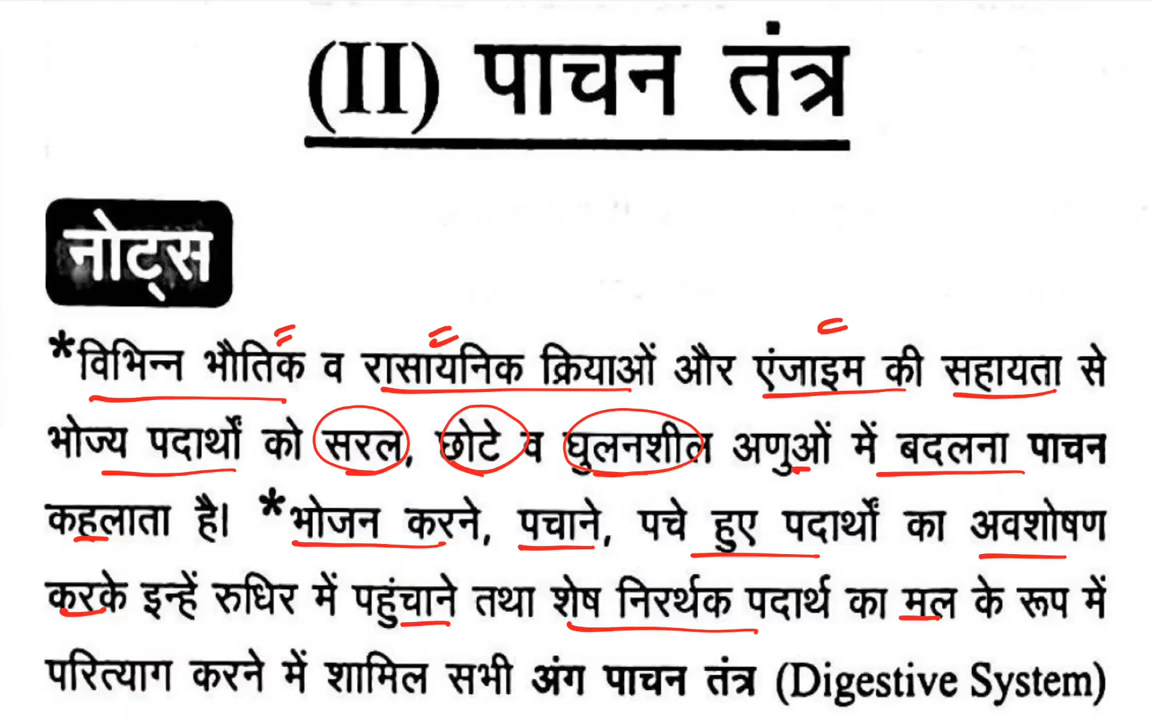 (II) पाचन तंत्र
नोट्स
*विभिन्न भौतिक व रासायनिक क्रियाओं और एंजाइम की सहायता से
भोज्य पदार्थों को सरल, छोटे व घुलनशील अणुओं में बदलना पाचन
कहलाता है। *भोजन करने, पचाने, पचे हुए पदार्थों का अवशोषण
करके इन्हें रुधिर में पहुंचाने तथा शेष निरर्थक पदार्थ का मल के रूप में
परित्याग करने में शामिल सभी अंग पाचन तंत्र (Digestive System)